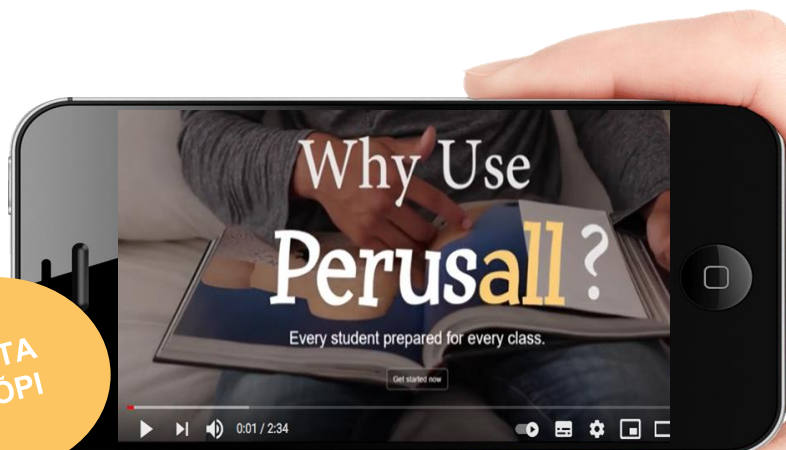 Why Use
Perusall?
Every student prepared for every class.
Get started now
0:01 / 2:34